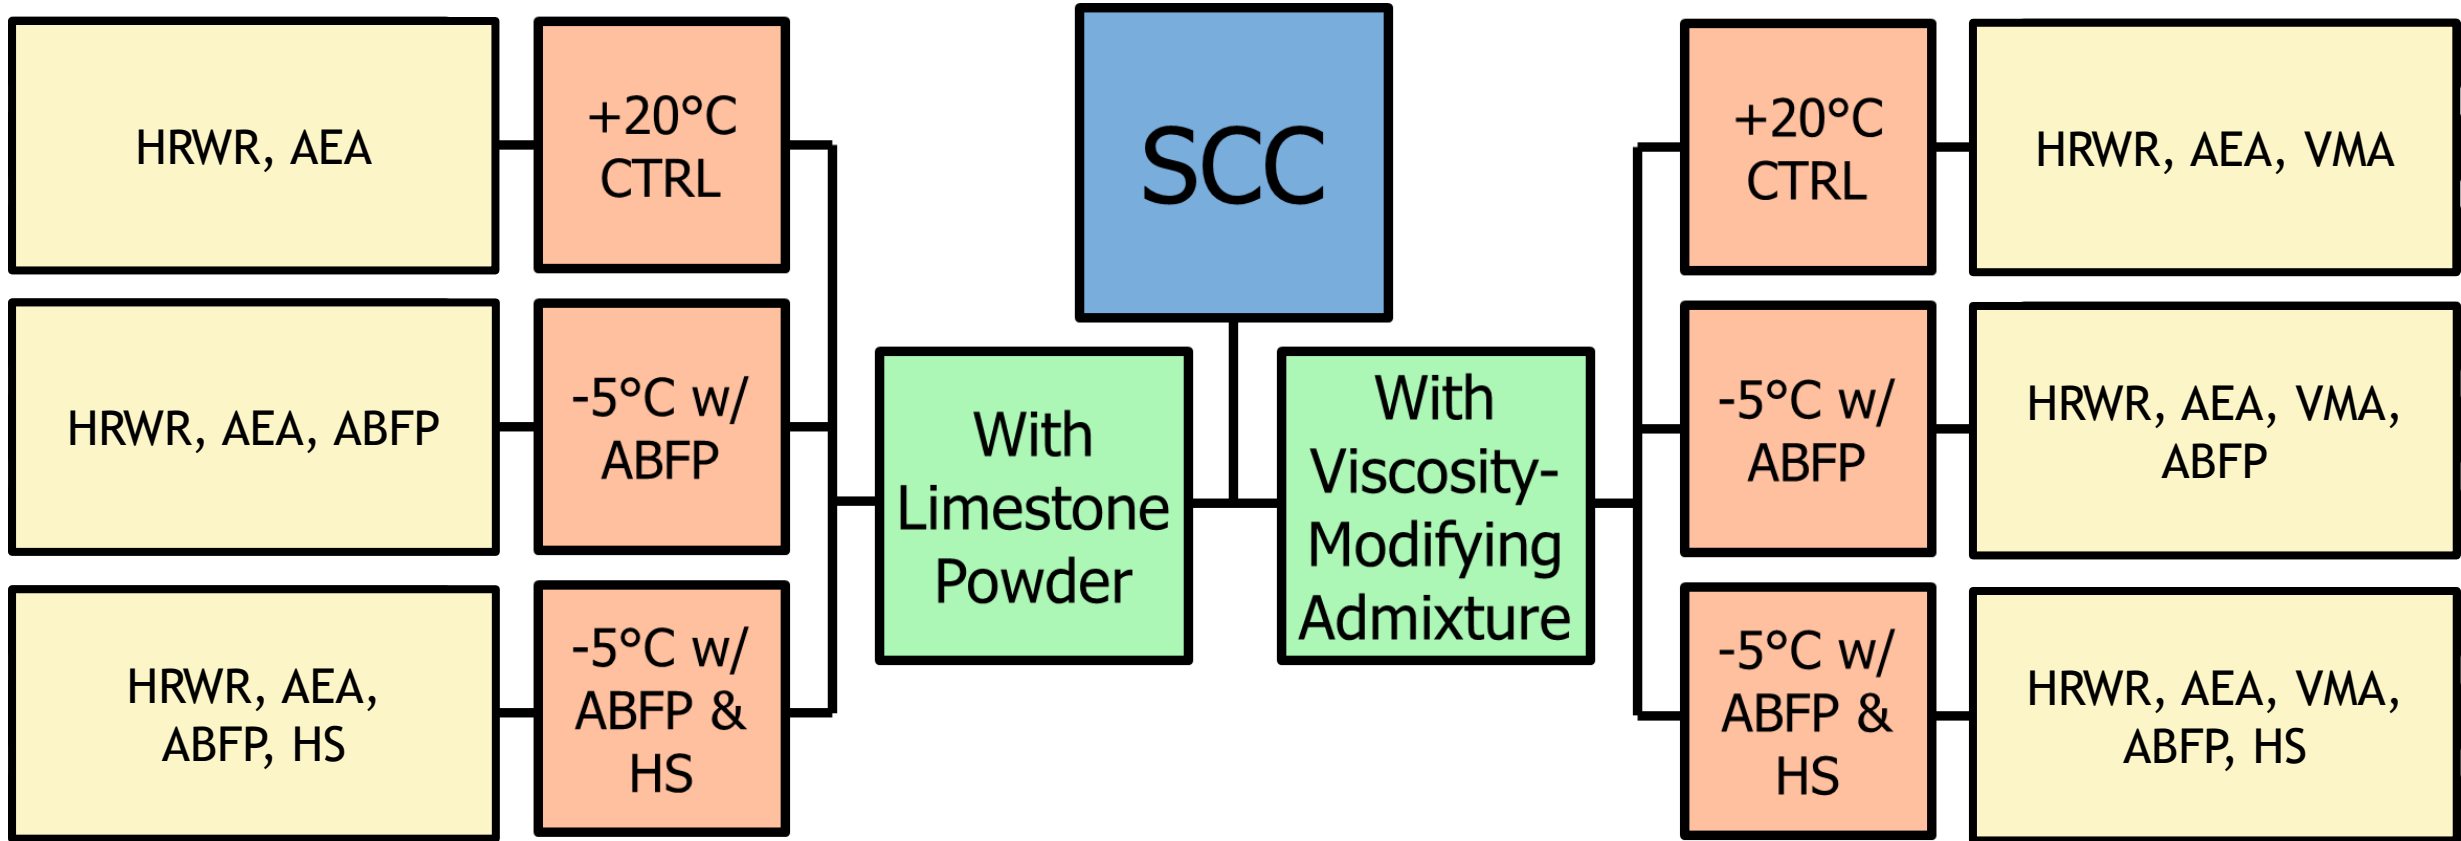 SCC
HRWR, AEA
+20°C
CTRL
HRWR, AEA, ABFP
-5°C w/
ABFP
HRWR, AEA,
ABFP, HS
-5°C w/
ABFP &
HS
With
Limestone
Powder
With
Viscosity-
Modifying
Admixture
+20°C
CTRL
HRWR, AEA, VMA
-5°C w/
ABFP
HRWR, AEA, VMA,
ABFP
-5°C w/
ABFP &
HS
HRWR, AEA, VMA,
ABFP, HS